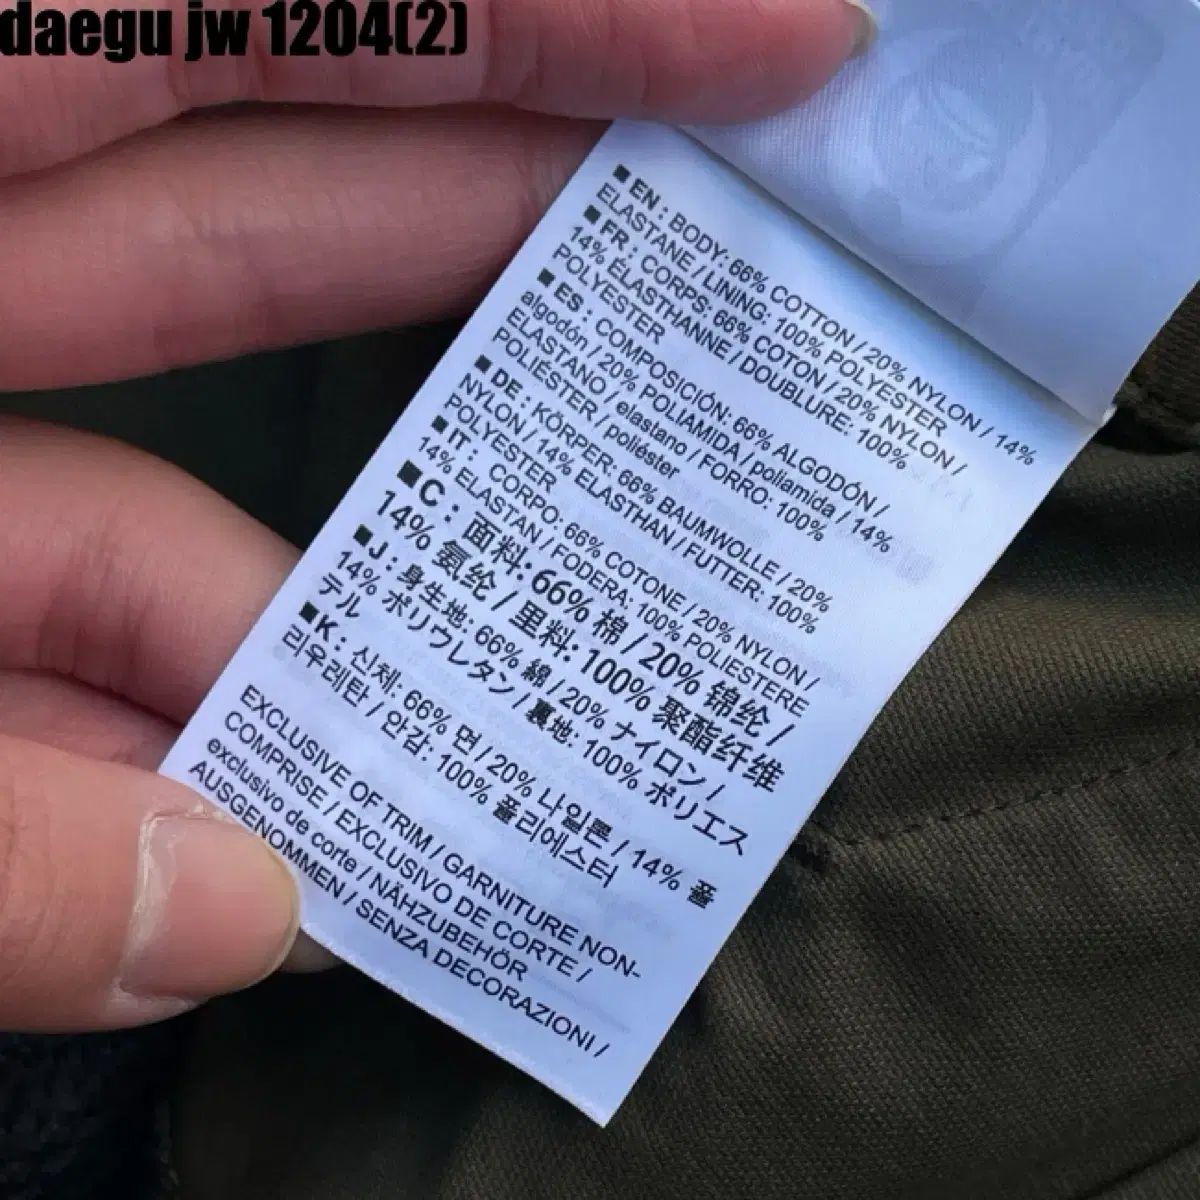 daegu jw 1204(2)
■ EN : BODY: 66% COTTON / 20% NYLON / 14%
ELASTANE / LINING: 100% POLYESTER
■ FR : CORPS: 66% COTON / 20% NYLON /
14% ÉLASTHANNE / DOUBLURE: 100%
POLYESTER
■ ES : COMPOSICIÓN: 66% ALGODÓN /
algodón / 20% POLIAMIDA / poliamida / 14%
ELASTANO / elastano / FORRO: 100%
POLIÉSTER / poliéster
■ DE : KÖRPER: 66% BAUMWOLLE / 20%
NYLON / 14% ELASTHAN / FUTTER: 100%
POLYESTER
■ IT : CORPO: 66% COTONE / 20% NYLON /
14% ELASTAN / FODERA: 100% POLIESTERE
■C : 面料: 66% 棉 / 20% 锦纶 /
14% 氨纶 / 里料: 100% 聚酯纤维
■J : 身生地: 66% 綿 / 20% ナイロン /
14% ポリウレタン / 裏地: 100% ポリエス
テル
■K : 신체: 66% 면 / 20% 나일론 / 14% 폴
리우레탄 / 안감: 100% 폴리에스터
EXCLUSIVE OF TRIM / GARNITURE NON-
COMPRISE / EXCLUSIVO DE CORTE /
exclusivo de corte / NÄHZUBEHÖR
AUSGENOMMEN / SENZA DECORAZIONI /